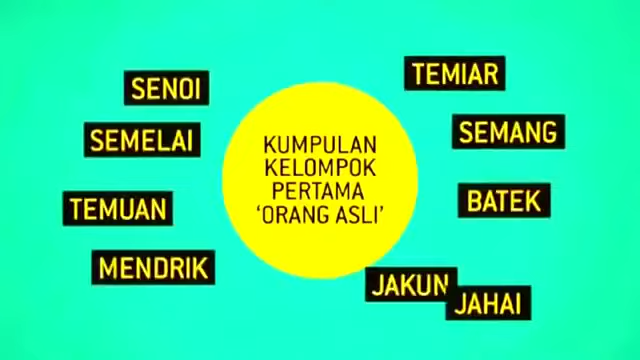 SENOI
SEMELAI
TEMUAN
MENDRIK
KUMPULAN
KELOMPOK
PERTAMA
‘ORANG ASLI’
TEMIAR
SEMANG
BATEK
JAKUN
JAHAI